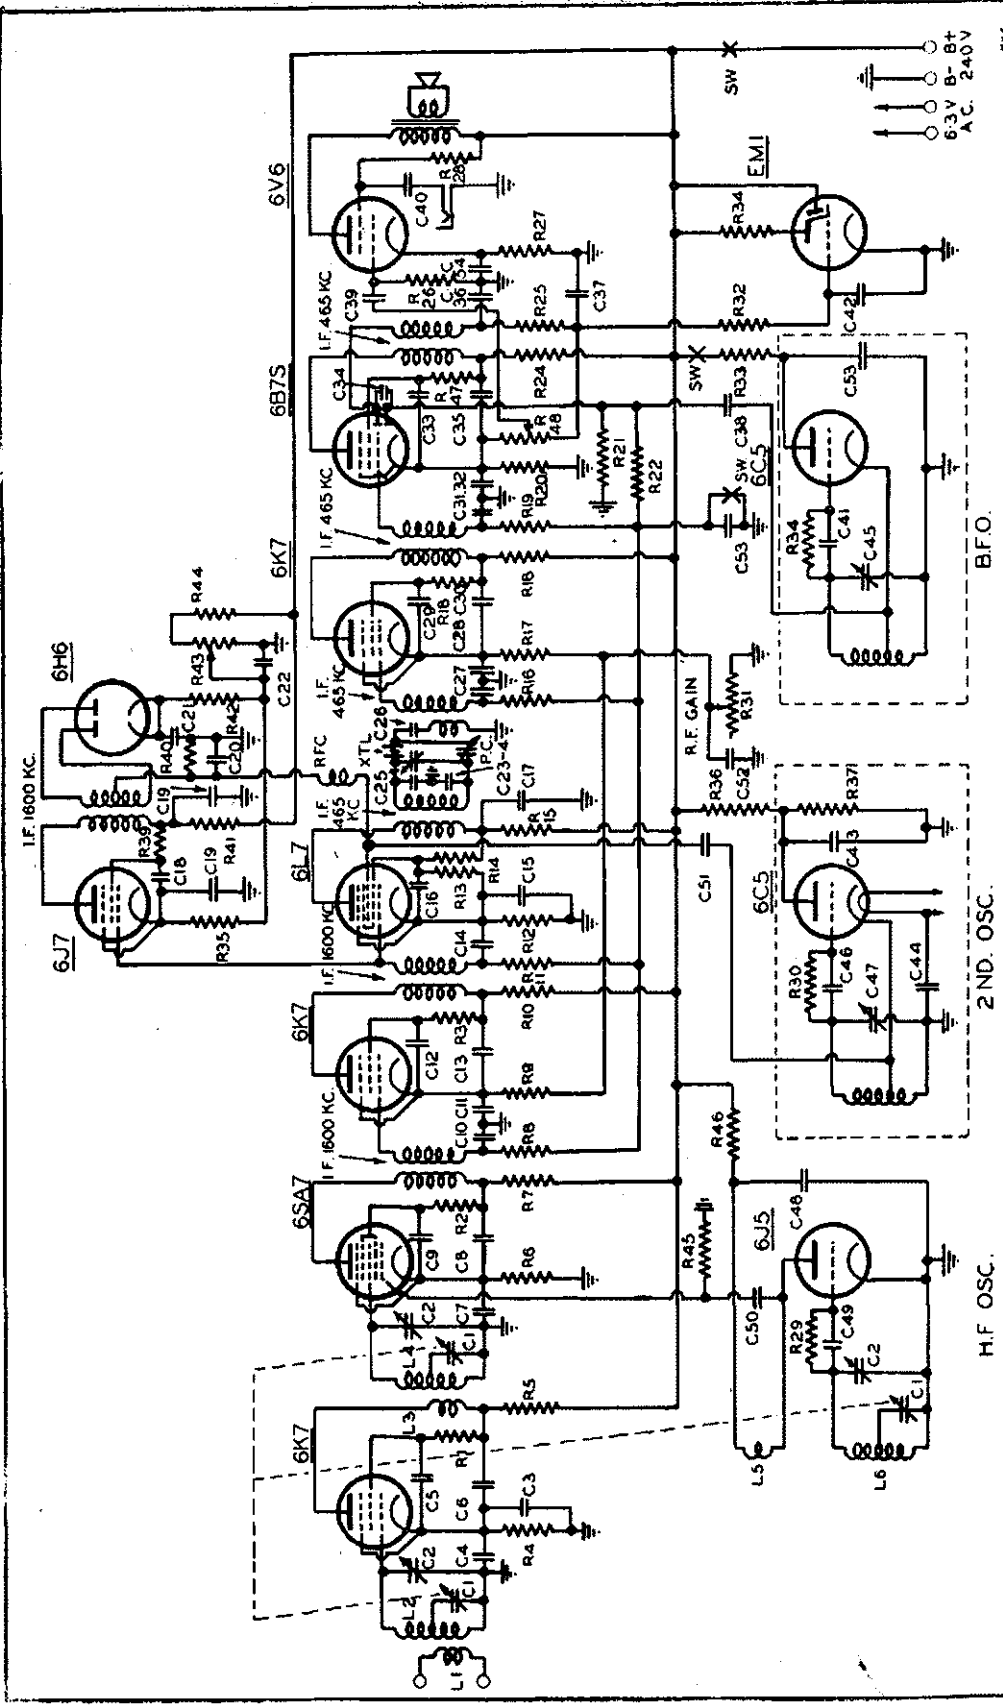 6K7
6SA7
6K7
6L7
6K7
6B7S
6V6
6J7
6H6
I.F. 1600 KC.
I.F. 1600 KC.
I.F. 1600 KC
I.F. 465 KC
I.F. 465 KC
I.F. 465 KC
I.F. 465 KC.
L1
L2
C1
C2
C4
C5
C6
R1
C3
R4
L3
R5
L4
C1
C2
C7
C8
C9
R2
R6
R7
C10
C11
R8
R9
C12
C13
R3
R10
R11
C14
R12
C16
R13
R14
C15
R15
C17
C23-4
C25
C26
XTL
P.C.
RFC
R35
C18
C19
R39
R41
C19
R40
C21
C20
R42
C22
R43
R44
C27
C28
R16
R17
C29
R18
C30
R18
C31.32
R19
R20
C33
C34
C35
R47
R48
R24
R25
C36
R26
C54
C39
C37
R27
C40
R28
R21
R22
C53
SW
R.F. GAIN
R31
C52
C51
C38
SW
R33
C53
R32
C42
R34
EM1
SW
6.3V A.C.
B- B+
240V
R45
R46
C50
C48
6J5
R29
C49
C2
C1
L5
L6
H.F OSC.
6C5
R36
R37
C43
R30
C46
C47
C44
2 ND. OSC.
6C5
R34
C41
C45
B.F.O.